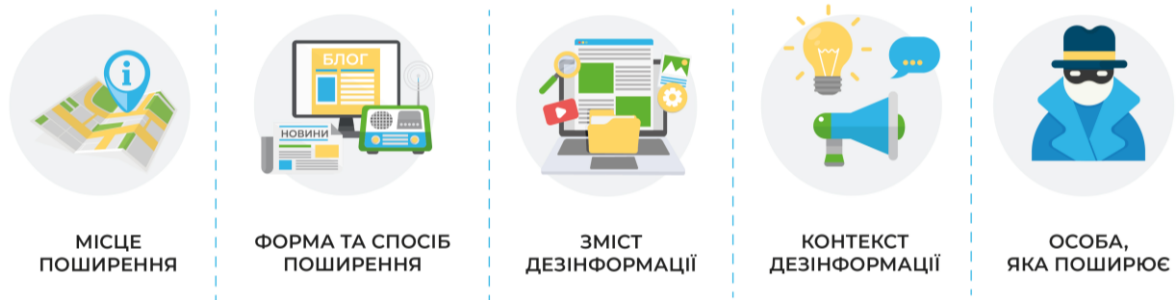 БЛОГ
НОВИНИ
МІСЦЕ
ПОШИРЕННЯ
ФОРМА ТА СПОСІБ
ПОШИРЕННЯ
ЗМІСТ
ДЕЗІНФОРМАЦІЇ
КОНТЕКСТ
ДЕЗІНФОРМАЦІЇ
ОСОБА,
ЯКА ПОШИРЮЄ